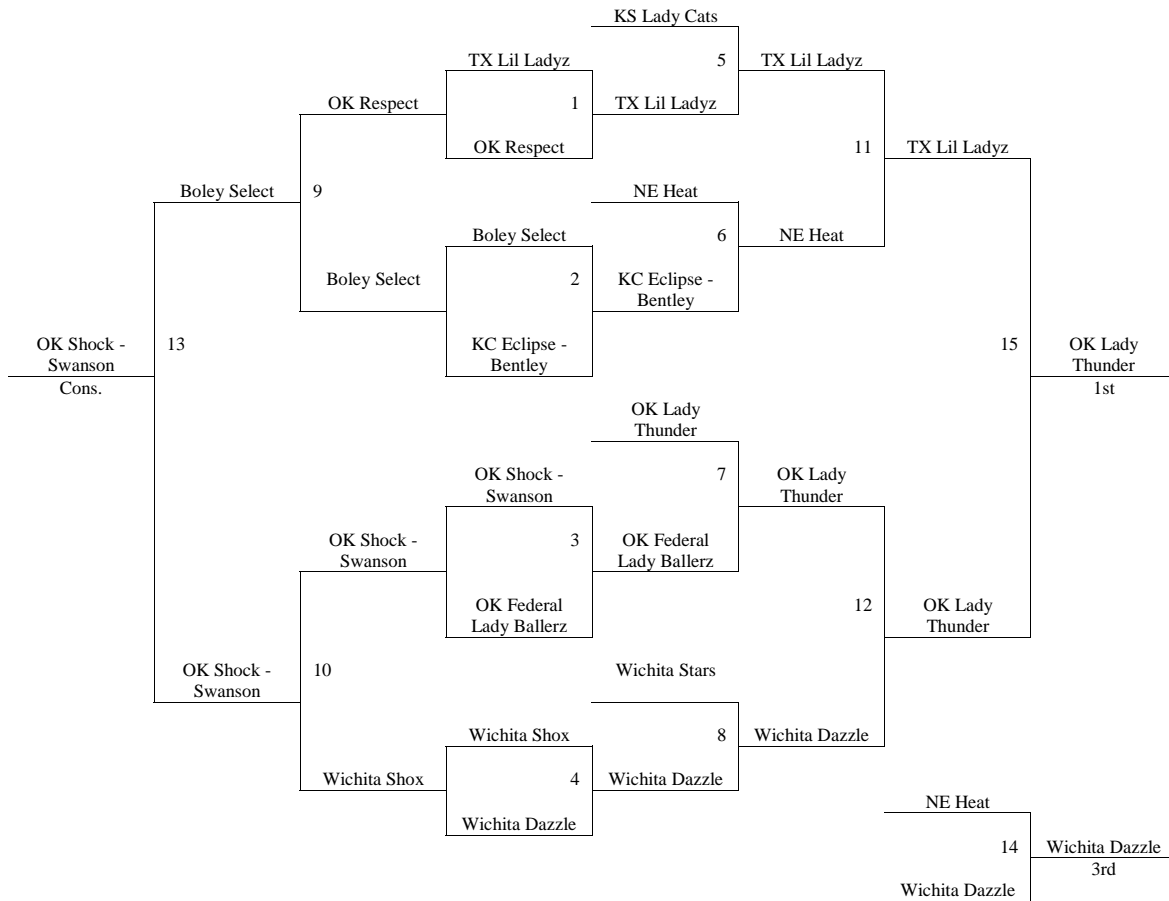 KS Lady Cats
TX Lil Ladyz
5
TX Lil Ladyz
OK Respect
1
TX Lil Ladyz
OK Respect
11
TX Lil Ladyz
Boley Select
9
NE Heat
Boley Select
6
NE Heat
Boley Select
2
KC Eclipse -
Bentley
OK Shock -
Swanson
Cons.
13
KC Eclipse -
Bentley
15
OK Lady
Thunder
1st
OK Lady
Thunder
OK Shock -
Swanson
7
OK Lady
Thunder
OK Shock -
Swanson
3
OK Federal
Lady Ballerz
OK Federal
Lady Ballerz
12
OK Lady
Thunder
OK Shock -
Swanson
10
Wichita Stars
Wichita Shox
8
Wichita Dazzle
Wichita Shox
4
Wichita Dazzle
Wichita Dazzle
NE Heat
14
Wichita Dazzle
3rd
Wichita Dazzle